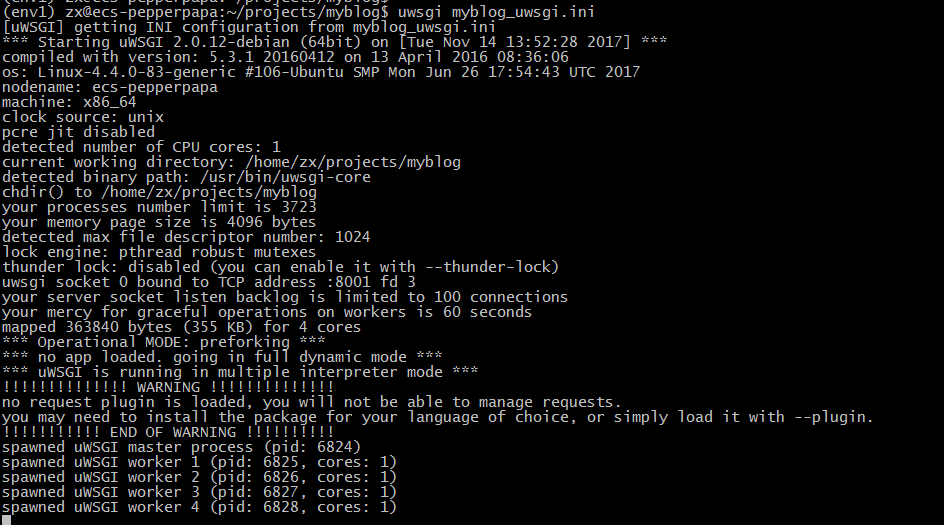 (env1) zx@ecs-pepperpapa:~/projects/myblog$
(env1) zx@ecs-pepperpapa:~/projects/myblog$ uwsgi myblog_uwsgi.ini
[uWSGI] getting INI configuration from myblog_uwsgi.ini
*** Starting uWSGI 2.0.12-debian (64bit) on [Tue Nov 14 13:52:28 2017] ***
compiled with version: 5.3.1 20160412 on 13 April 2016 08:36:06
os: Linux-4.4.0-83-generic #106-Ubuntu SMP Mon Jun 26 17:54:43 UTC 2017
nodename: ecs-pepperpapa
machine: x86_64
clock source: unix
pcre jit disabled
detected number of CPU cores: 1
current working directory: /home/zx/projects/myblog
detected binary path: /usr/bin/uwsgi-core
chdir() to /home/zx/projects/myblog
your processes number limit is 3723
your memory page size is 4096 bytes
detected max file descriptor number: 1024
lock engine: pthread robust mutexes
thunder lock: disabled (you can enable it with --thunder-lock)
uwsgi socket 0 bound to TCP address :8001 fd 3
your server socket listen backlog is limited to 100 connections
your mercy for graceful operations on workers is 60 seconds
mapped 363840 bytes (355 KB) for 4 cores
*** Operational MODE: preforking ***
*** no app loaded. going in full dynamic mode ***
*** uWSGI is running in multiple interpreter mode ***
!!!!!!!!!!!!!! WARNING !!!!!!!!!!!!!!
no request plugin is loaded, you will not be able to manage requests.
you may need to install the package for your language of choice, or simply load it with --plugin.
!!!!!!!!!!! END OF WARNING !!!!!!!!!!
spawned uWSGI master process (pid: 6824)
spawned uWSGI worker 1 (pid: 6825, cores: 1)
spawned uWSGI worker 2 (pid: 6826, cores: 1)
spawned uWSGI worker 3 (pid: 6827, cores: 1)
spawned uWSGI worker 4 (pid: 6828, cores: 1)